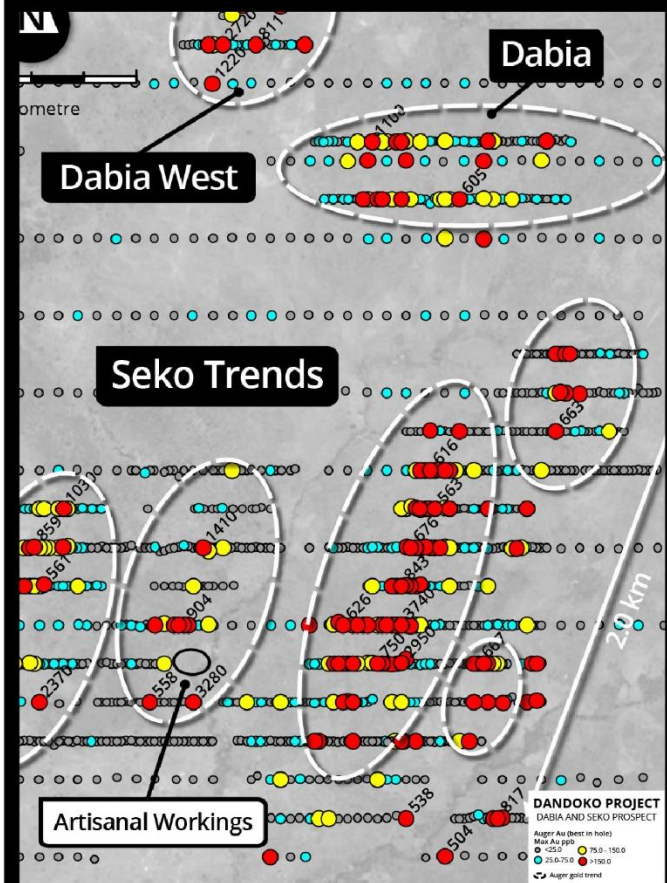 N
ometre
2720
811
1220
Dabia
1100
Dabia West
605
Seko Trends
663
616
563
1030
859
561
1410
676
843
3740
626
904
750
2950
667
2370
558
3280
2.0 km
Artisanal Workings
538
817
504
DANDOKO PROJECT
DABIA AND SEKO PROSPECT
Auger Au (best in hole)
Max Au ppb
<25.0
75.0 - 150.0
25.0-75.0
>150.0
Auger gold trend